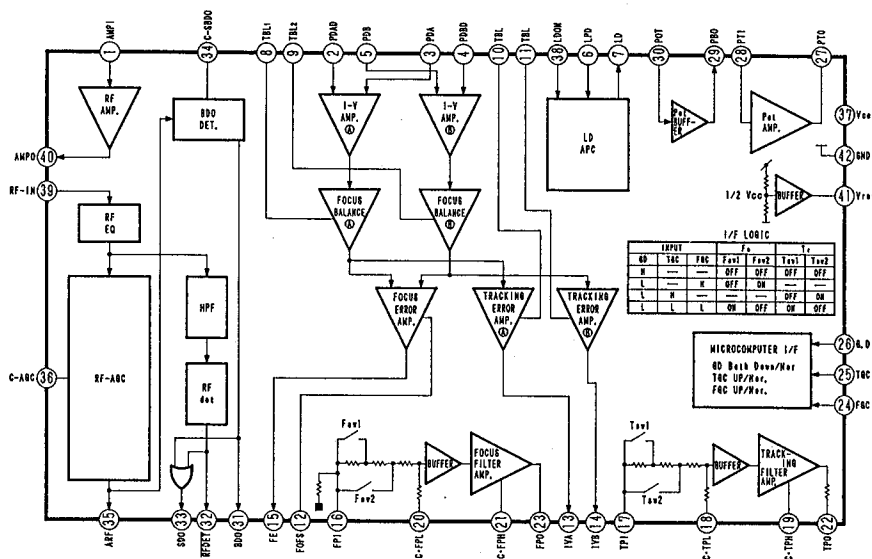 AMPI
C-SBDO
TBL1
TBL2
PDAD
PDB
PDA
PDBD
TBL
TBL
LDON
LPD
LD
POT
PBO
PTI
PTO
1
34
8
9
2
5
3
4
10
11
38
6
7
30
29
28
27
RF AMP.
BDO DET.
I-V AMP. Ⓐ
I-V AMP. Ⓑ
LD APC
Pot BUFFER
Pot AMP.
37 Vcc
42 GND
41
AMPO 40
RF-IN 39
RF EQ
FOCUS BALANCE Ⓐ
FOCUS BALANCE Ⓑ
1/2 Vcc
BUFFER
I/F LOGIC
INPUT
GD TGC FGC Fsw1 Fsw2 Tsw1 Tsw2
H — — OFF OFF OFF OFF
L — H OFF ON — —
L H — — — OFF ON
L L L ON OFF ON OFF
RF-AGC
HPF
RF det
FOCUS ERROR AMP.
TRACKING ERROR AMP. Ⓐ
TRACKING ERROR AMP. Ⓑ
C-AGC 36
MICROCOMPUTER I/F
GD Both Down/Nor
TGC UP/Nor.
FGC UP/Nor.
26 G.D
25 TGC
24 FGC
Fsw1
Fsw2
BUFFER
FOCUS FILTER AMP.
Tsw1
Tsw2
BUFFER
TRACKING FILTER AMP.
35
33
32
31
15
12
16
20
21
23
13
14
17
18
19
22
ARF
SDO
RFDET
BDO
FE
FOFS
FPI
C-FPL
C-FPH
FPO
IVA
IVB
TPI
C-TPL
C-TPH
TPO